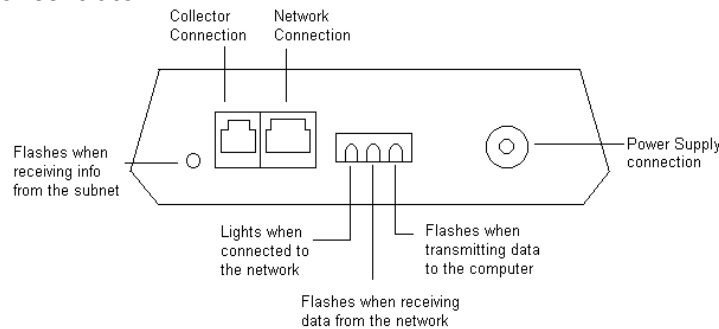 Collector
Connection
Network
Connection
Flashes when
receiving info
from the subnet
Power Supply
connection
Lights when
connected to
the network
Flashes when
transmitting data
to the computer
Flashes when receiving
data from the network